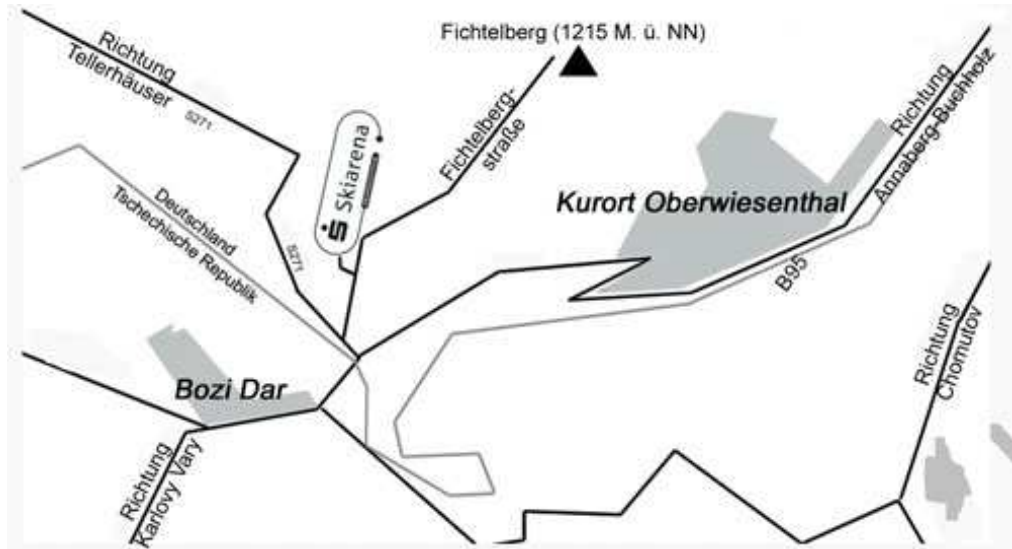 Fichtelberg (1215 M. ü. NN)
Richtung
Tellerhäuser
S271
Skiarena
Fichtelberg-
straße
Richtung
Annaberg-Buchholz
Kurort Oberwiesenthal
Deutschland
Tschechische Republik
S271
B95
Richtung
Chomutov
Bozi Dar
Richtung
Karlovy Vary